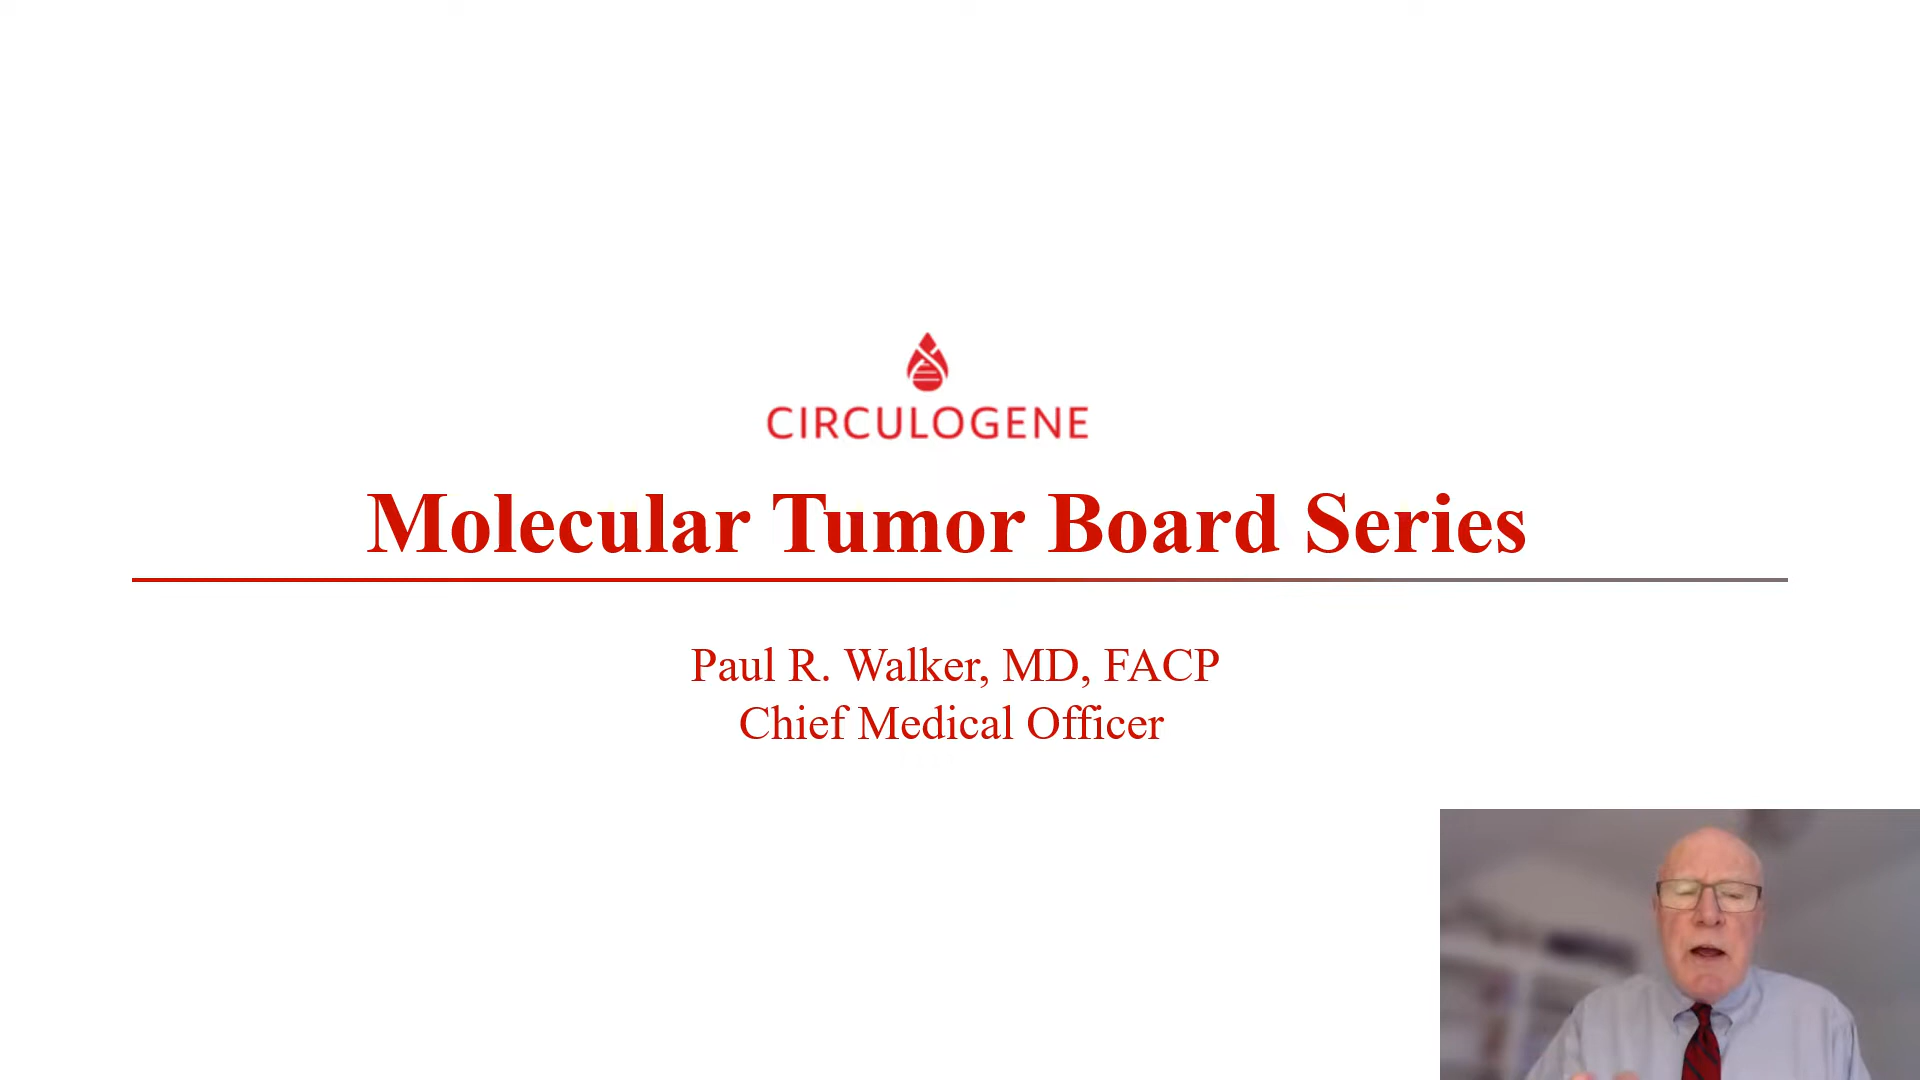 CIRCULOGENE
Molecular Tumor Board Series
Paul R. Walker, MD, FACP
Chief Medical Officer